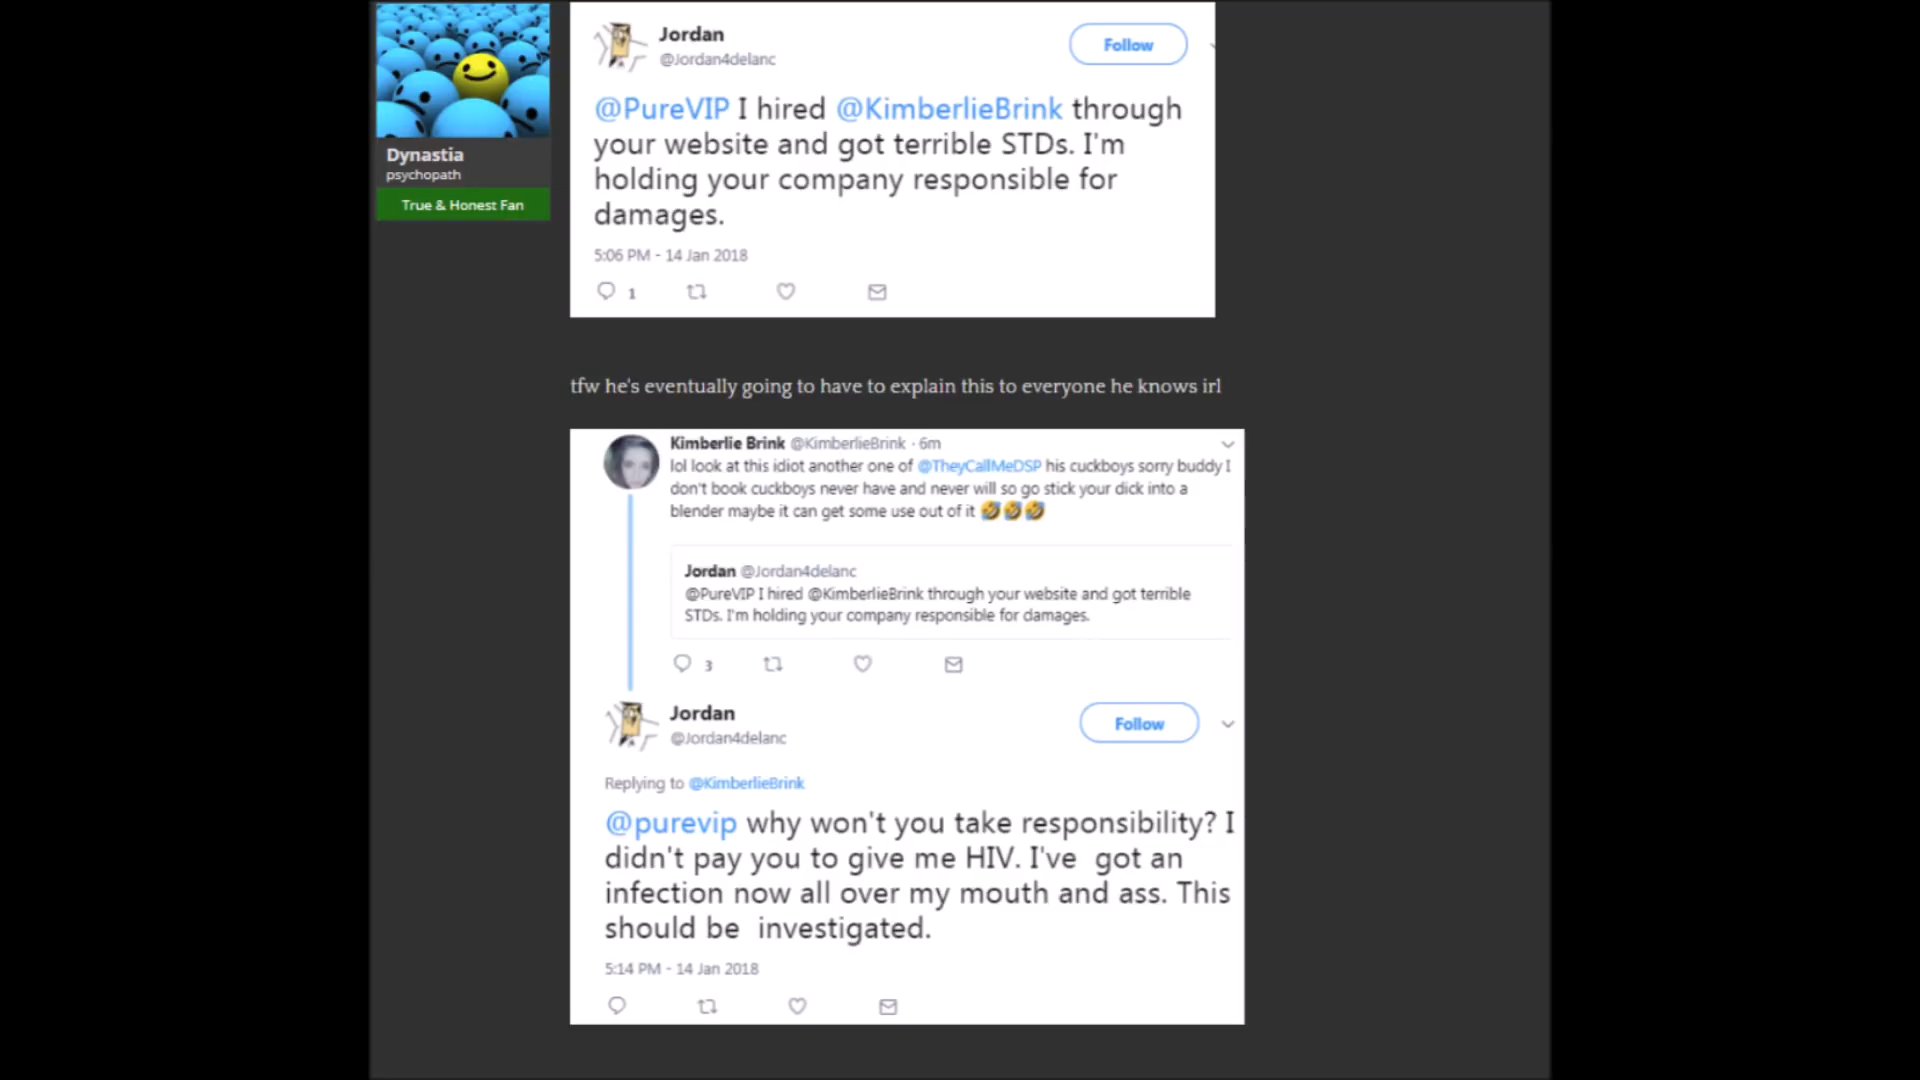 Jordan
@Jordan4delanc
Follow
@PureVIP I hired @KimberlieBrink through
your website and got terrible STDs. I'm
holding your company responsible for
damages.
5:06 PM - 14 Jan 2018
1
Dynastia
psychopath
True & Honest Fan
tfw he's eventually going to have to explain this to everyone he knows irl
Kimberlie Brink @KimberlieBrink · 6m
lol look at this idiot another one of @TheyCallMeDSP his cuckboys sorry buddy I
don't book cuckboys never have and never will so go stick your dick into a
blender maybe it can get some use out of it 🤣🤣🤣
Jordan @Jordan4delanc
@PureVIP I hired @KimberlieBrink through your website and got terrible
STDs. I'm holding your company responsible for damages.
3
Jordan
@Jordan4delanc
Follow
Replying to @KimberlieBrink
@purevip why won't you take responsibility? I
didn't pay you to give me HIV. I've  got an
infection now all over my mouth and ass. This
should be  investigated.
5:14 PM - 14 Jan 2018